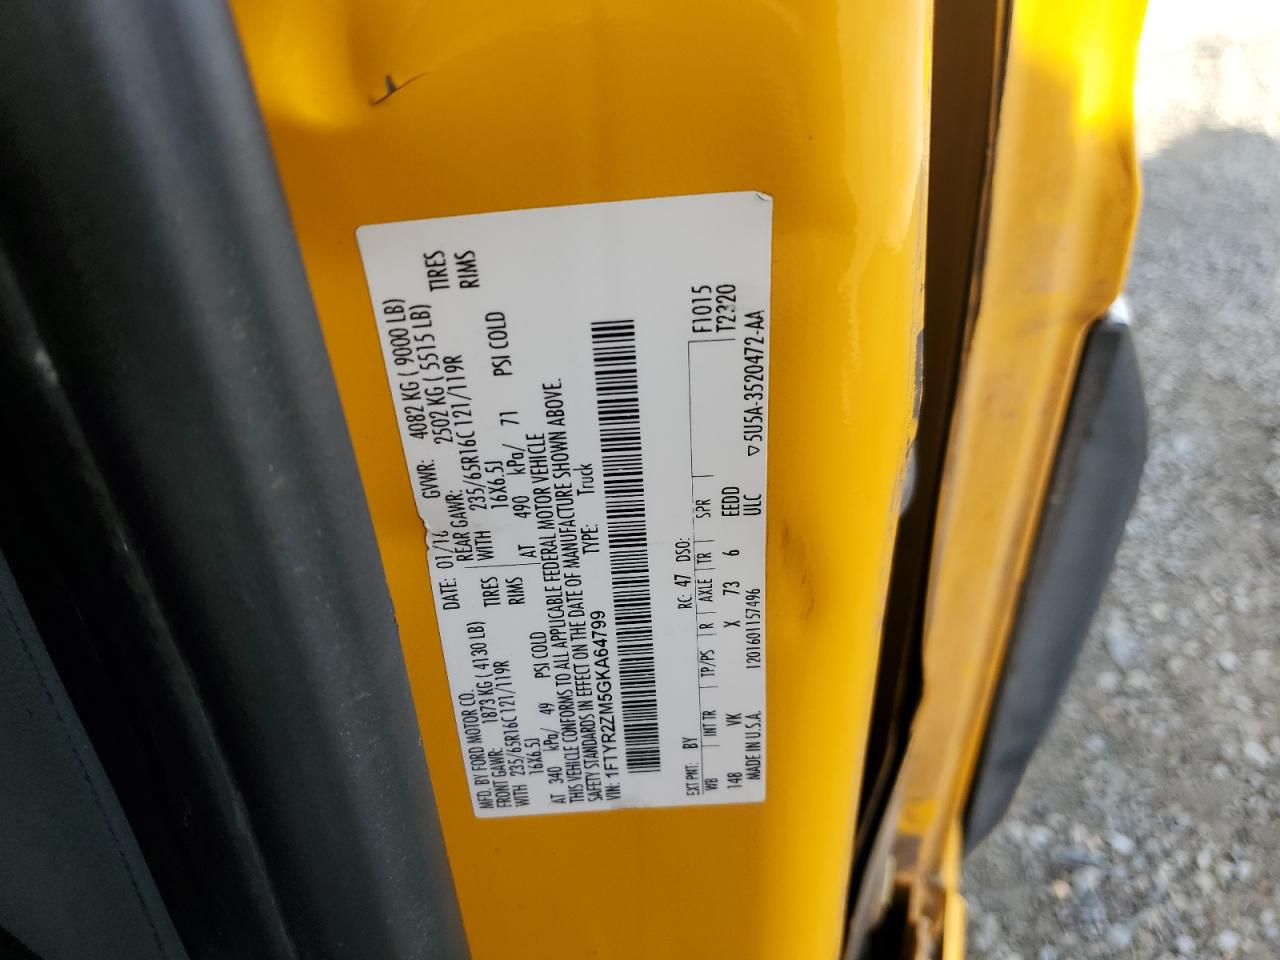 MFD. BY FORD MOTOR CO. DATE: 01/16 GVWR: 4082 KG ( 9000 LB)
FRONT GAWR: 1873 KG ( 4130 LB) REAR GAWR: 2502 KG ( 5515 LB)
WITH 235/65R16C 121/119R TIRES WITH 235/65R16C 121/119R TIRES
16X6.5J RIMS 16X6.5J RIMS
AT 340 kPa/ 49 PSI COLD AT 490 kPa/ 71 PSI COLD
THIS VEHICLE CONFORMS TO ALL APPLICABLE FEDERAL MOTOR VEHICLE
SAFETY STANDARDS IN EFFECT ON THE DATE OF MANUFACTURE SHOWN ABOVE.
VIN: 1FTYR2ZM5GKA64799 TYPE: Truck
EXT PNT: BY RC: 47 DSO: F1015
WB INT TR TP/PS R AXLE TR SPR T2320
148 VK X 73 6 EEDD
MADE IN U.S.A. 1201601157496 ULC ▽5U5A-3520472-AA